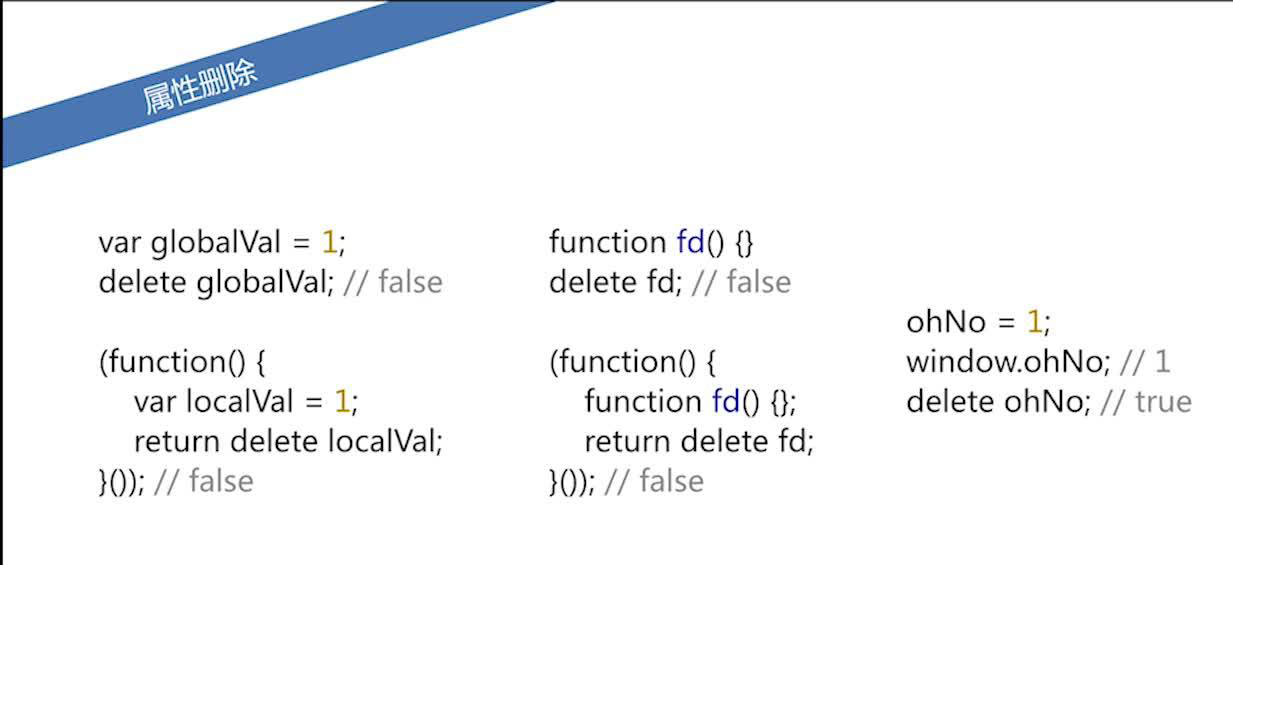 属性删除
var globalVal = 1;
delete globalVal; // false
(function() {
    var localVal = 1;
    return delete localVal;
}()); // false
function fd() {}
delete fd; // false
(function() {
    function fd() {};
    return delete fd;
}()); // false
ohNo = 1;
window.ohNo; // 1
delete ohNo; // true